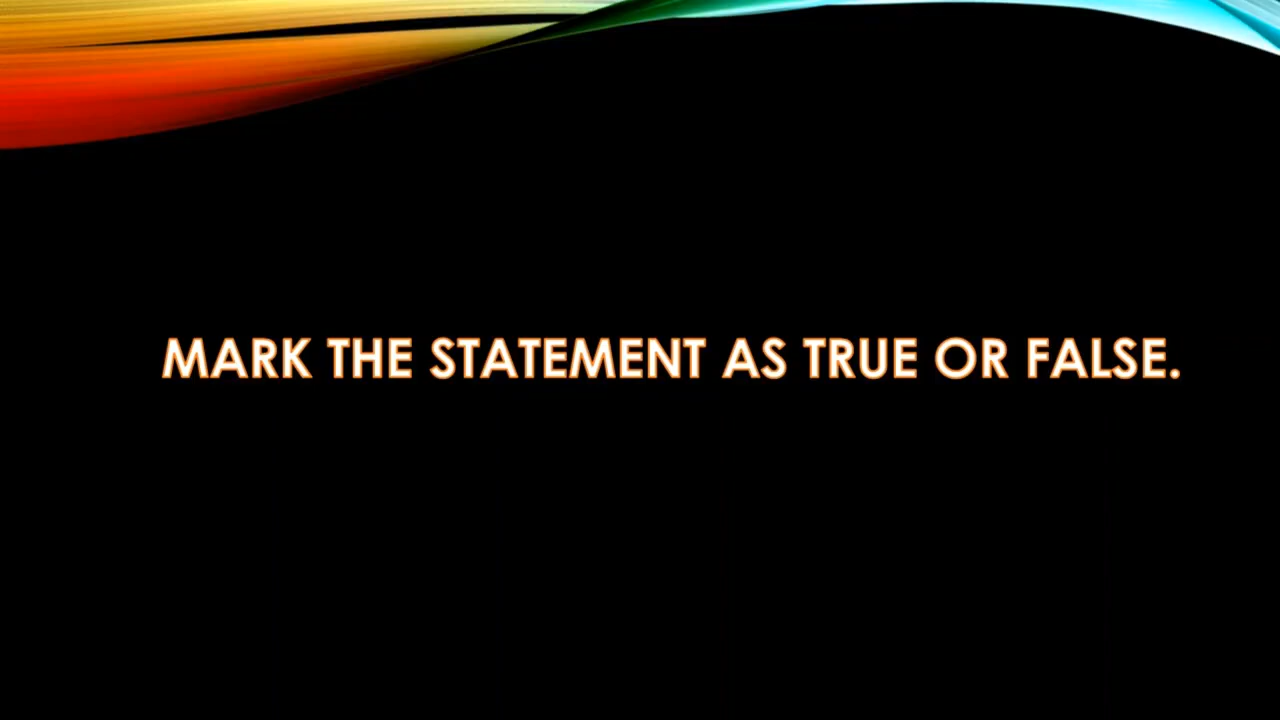 MARK THE STATEMENT AS TRUE OR FALSE.